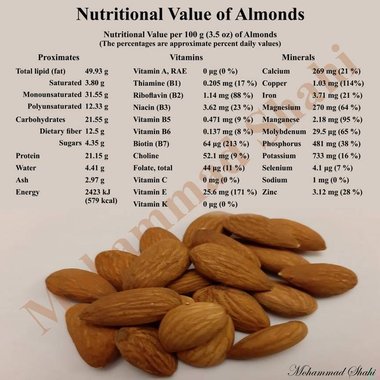 Nutritional Value of Almonds
Nutritional Value per 100 g (3.5 oz) of Almonds
(The percentages are approximate percent daily values)
Proximates
Total lipid (fat) 49.93 g
Saturated 3.80 g
Monounsaturated 31.55 g
Polyunsaturated 12.33 g
Carbohydrates 21.55 g
Dietary fiber 12.5 g
Sugars 4.35 g
Protein 21.15 g
Water 4.41 g
Ash 2.97 g
Energy 2423 kJ
(579 kcal)
Vitamins
Vitamin A, RAE 0 µg (0 %)
Thiamine (B1) 0.205 mg (17 %)
Riboflavin (B2) 1.14 mg (88 %)
Niacin (B3) 3.62 mg (23 %)
Vitamin B5 0.471 mg (9 %)
Vitamin B6 0.137 mg (8 %)
Biotin (B7) 64 µg (213 %)
Choline 52.1 mg (9 %)
Folate, total 44 µg (11 %)
Vitamin C 0 mg (0 %)
Vitamin E 25.6 mg (171 %)
Vitamin K 0 µg (0 %)
Minerals
Calcium 269 mg (21 %)
Copper 1.03 mg (114%)
Iron 3.71 mg (21 %)
Magnesium 270 mg (64 %)
Manganese 2.18 mg (95 %)
Molybdenum 29.5 µg (65 %)
Phosphorus 481 mg (38 %)
Potassium 733 mg (16 %)
Selenium 4.1 µg (7 %)
Sodium 1 mg (0 %)
Zinc 3.12 mg (28 %)
Mohammad Shahi
Mohammad Shahi